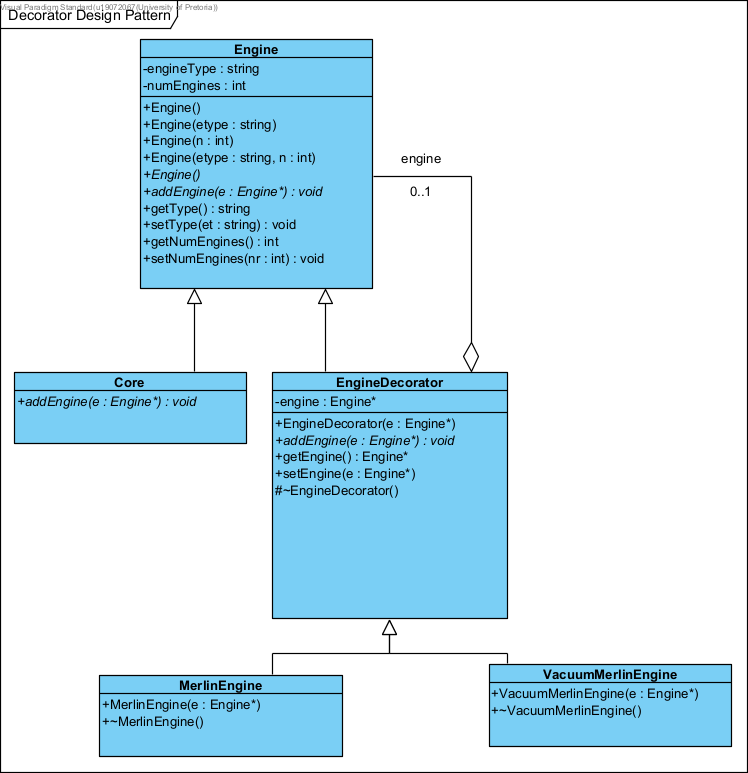 Visual Paradigm Standard(u19072067(University of Pretoria))
Decorator Design Pattern
Engine
-engineType : string
-numEngines : int
+Engine()
+Engine(etype : string)
+Engine(n : int)
+Engine(etype : string, n : int)
+Engine()
+addEngine(e : Engine*) : void
+getType() : string
+setType(et : string) : void
+getNumEngines() : int
+setNumEngines(nr : int) : void
engine
0..1
Core
+addEngine(e : Engine*) : void
EngineDecorator
-engine : Engine*
+EngineDecorator(e : Engine*)
+addEngine(e : Engine*) : void
+getEngine() : Engine*
+setEngine(e : Engine*)
#~EngineDecorator()
MerlinEngine
+MerlinEngine(e : Engine*)
+~MerlinEngine()
VacuumMerlinEngine
+VacuumMerlinEngine(e : Engine*)
+~VacuumMerlinEngine()